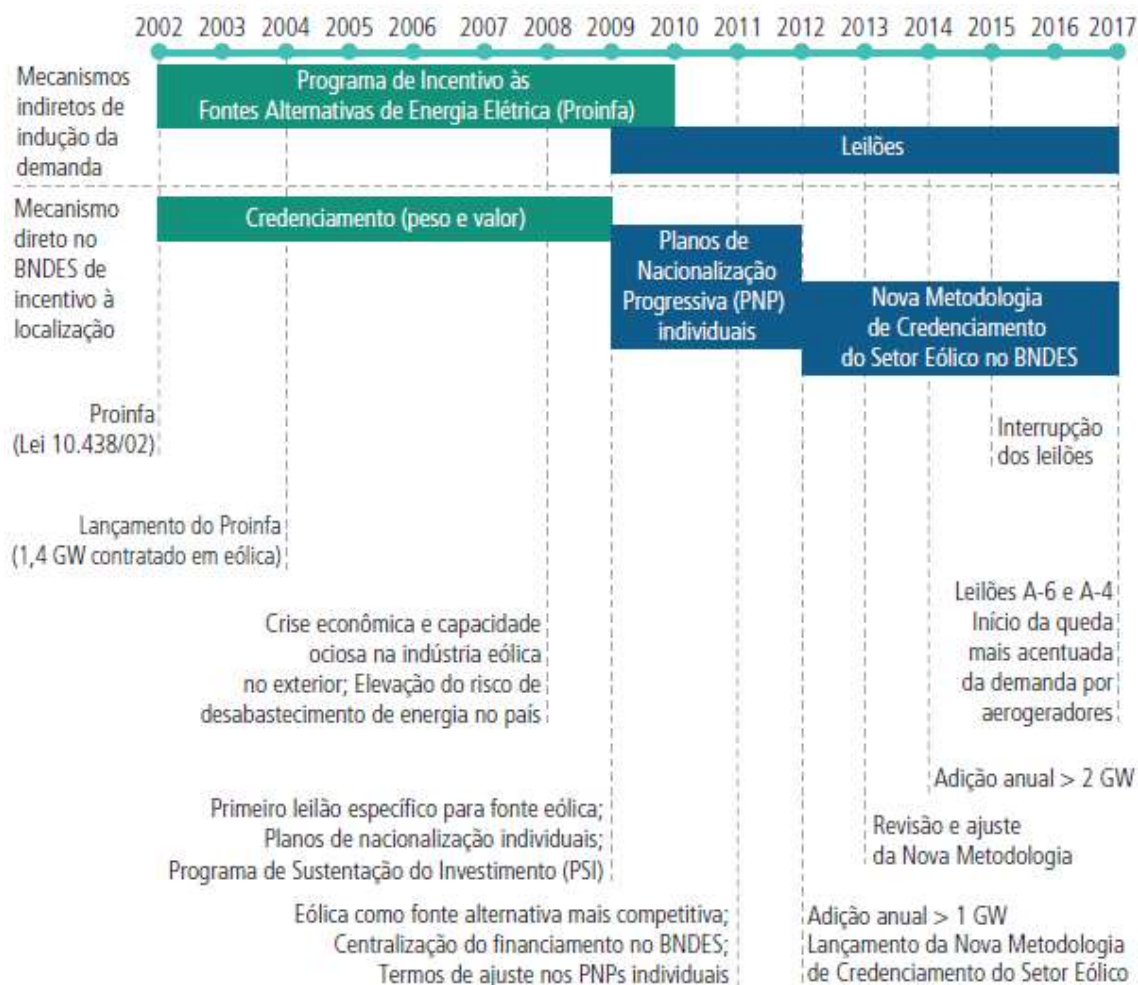 2002 2003 2004 2005 2006 2007 2008 2009 2010 2011 2012 2013 2014 2015 2016 2017
Mecanismos
indiretos de
indução da
demanda
Programa de Incentivo às
Fontes Alternativas de Energia Elétrica (Proinfa)
Leilões
Mecanismo
direto no
BNDES de
incentivo à
localização
Credenciamento (peso e valor)
Planos de
Nacionalização
Progressiva (PNP)
individuais
Nova Metodologia
de Credenciamento
do Setor Eólico no BNDES
Proinfa
(Lei 10.438/02)
Interrupção
dos leilões
Lançamento do Proinfa
(1,4 GW contratado em eólica)
Crise econômica e capacidade
ociosa na indústria eólica
no exterior; Elevação do risco de
desabastecimento de energia no país
Leilões A-6 e A-4
Início da queda
mais acentuada
da demanda por
aerogeradores
Adição anual > 2 GW
Primeiro leilão específico para fonte eólica;
Planos de nacionalização individuais;
Programa de Sustentação do Investimento (PSI)
Revisão e ajuste
da Nova Metodologia
Eólica como fonte alternativa mais competitiva;
Centralização do financiamento no BNDES;
Termos de ajuste nos PNPs individuais
Adição anual > 1 GW
Lançamento da Nova Metodologia
de Credenciamento do Setor Eólico